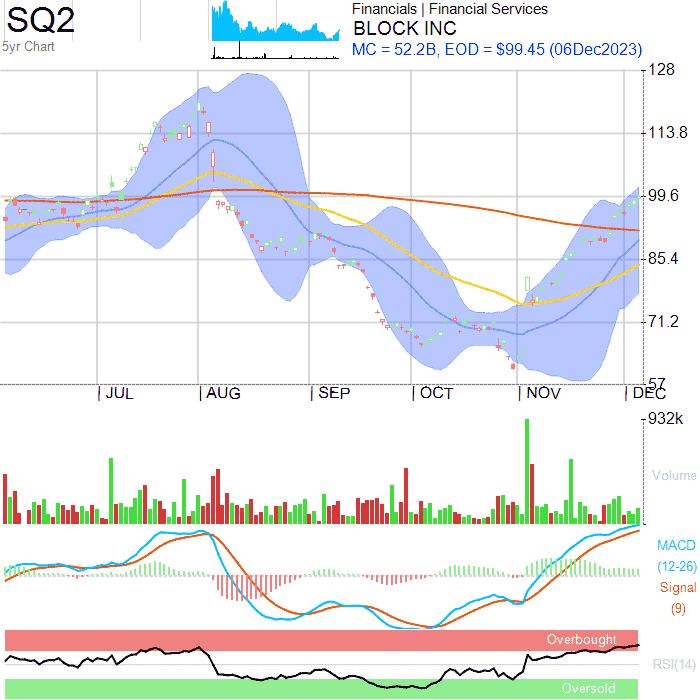 SQ2
5yr Chart
Financials | Financial Services
BLOCK INC
MC = 52.2B, EOD = $99.45 (06Dec2023)
128
113.8
99.6
85.4
71.2
57
JUL AUG SEP OCT NOV DEC
932k
Volume
MACD
(12-26)
Signal
(9)
Overbought
RSI(14)
Oversold